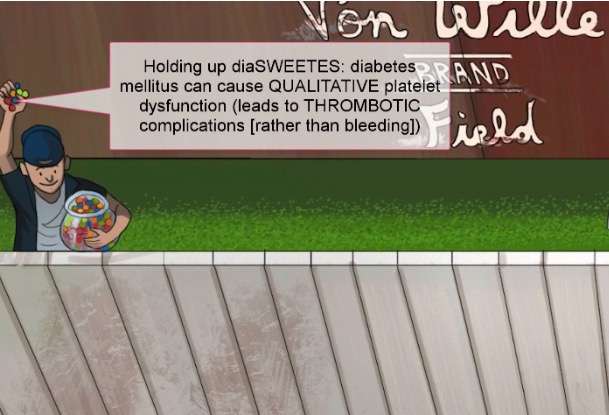 Von Wille
BRAND
Field
Holding up diaSWEETES: diabetes
mellitus can cause QUALITATIVE platelet
dysfunction (leads to THROMBOTIC
complications [rather than bleeding])